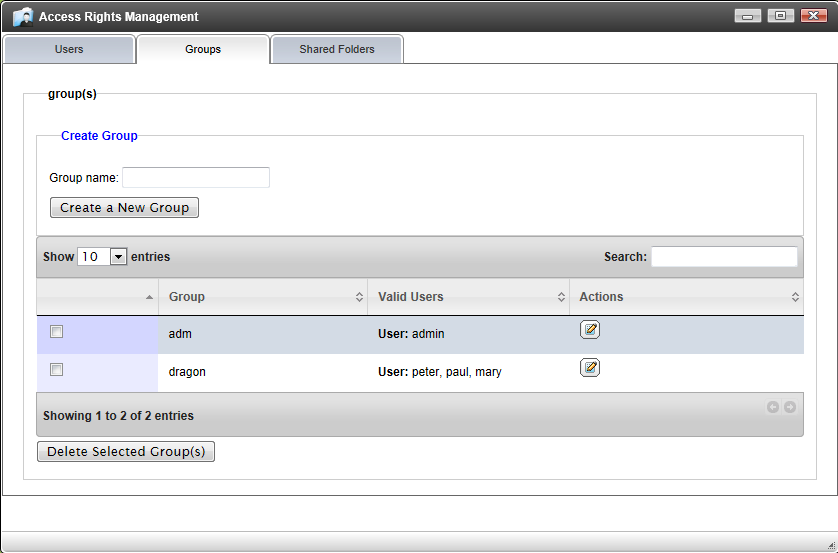 Access Rights Management
Users Groups Shared Folders
group(s)
Create Group
Group name:
Create a New Group
Show 10 entries Search:
Group Valid Users Actions
adm User: admin
dragon User: peter, paul, mary
Showing 1 to 2 of 2 entries
Delete Selected Group(s)